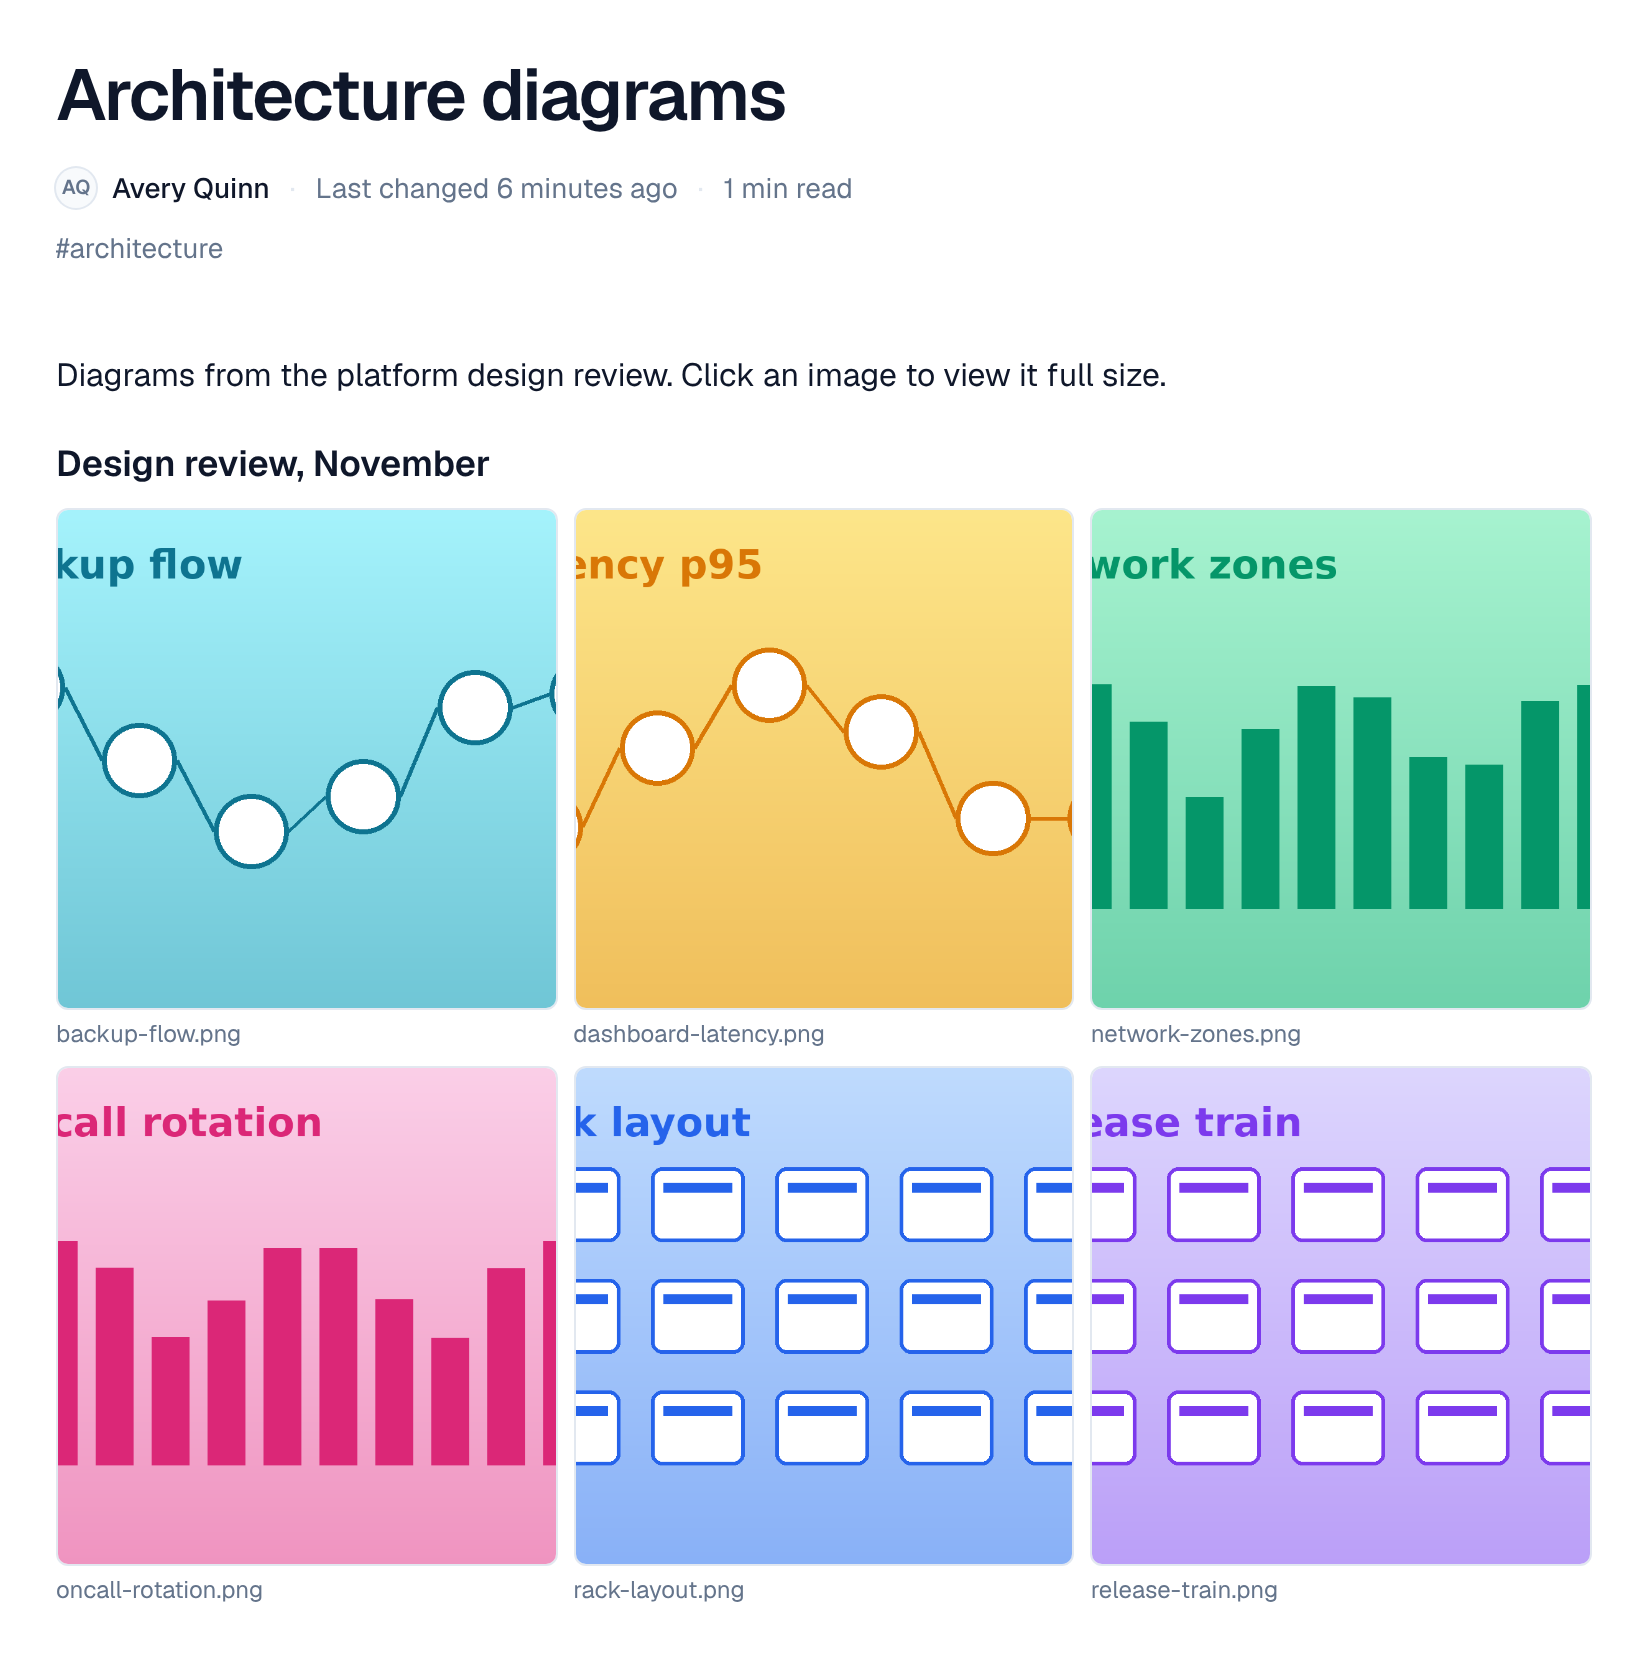 Architecture diagrams
AQ Avery Quinn · Last changed 6 minutes ago · 1 min read
#architecture
Diagrams from the platform design review. Click an image to view it full size.
Design review, November
kup flow
ency p95
work zones
backup-flow.png
dashboard-latency.png
network-zones.png
call rotation
k layout
ease train
oncall-rotation.png
rack-layout.png
release-train.png